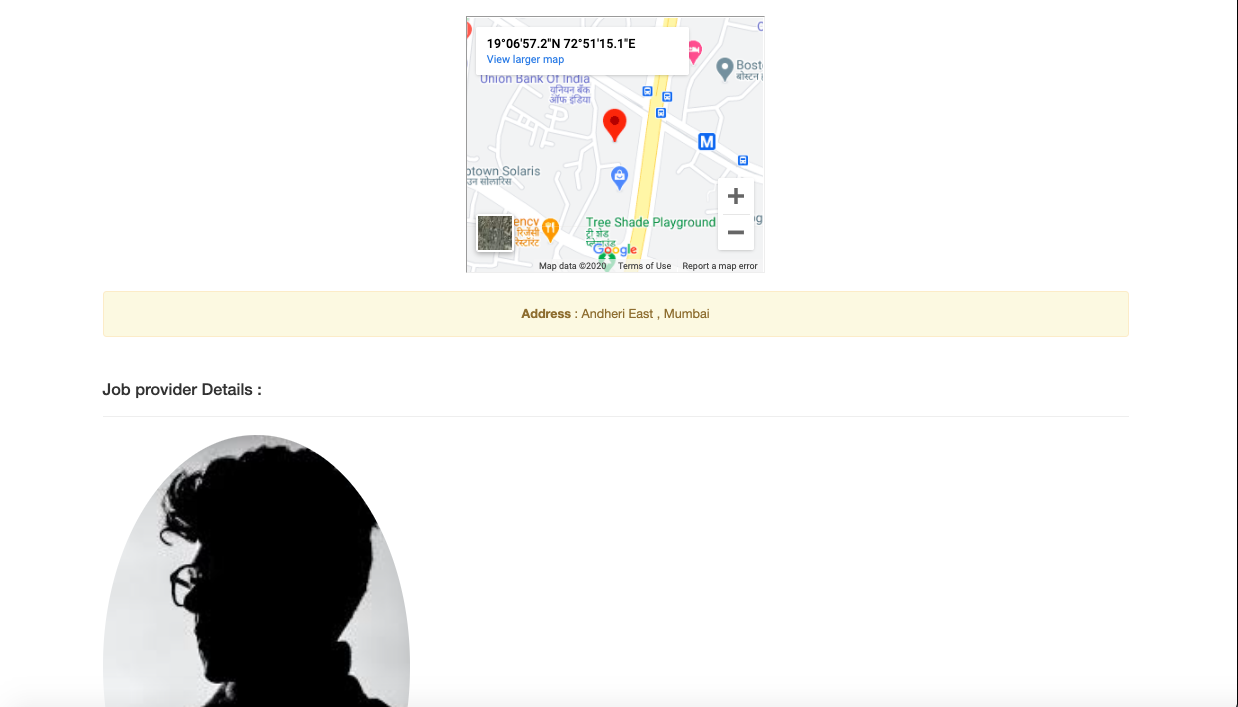 19°06'57.2"N 72°51'15.1"E
View larger map
Union Bank Of India
यूनियन बैंक
ऑफ इंडिया
Bost
बोस्टन
M
otown Solaris
उन सोल्यरिस
ency
रिजेंसी
रेस्टोरेंट
Tree Shade Playground
ट्री शेड
प्लेग्राउंड
g
Google
Map data ©2020 Terms of Use Report a map error
Address : Andheri East , Mumbai
Job provider Details :